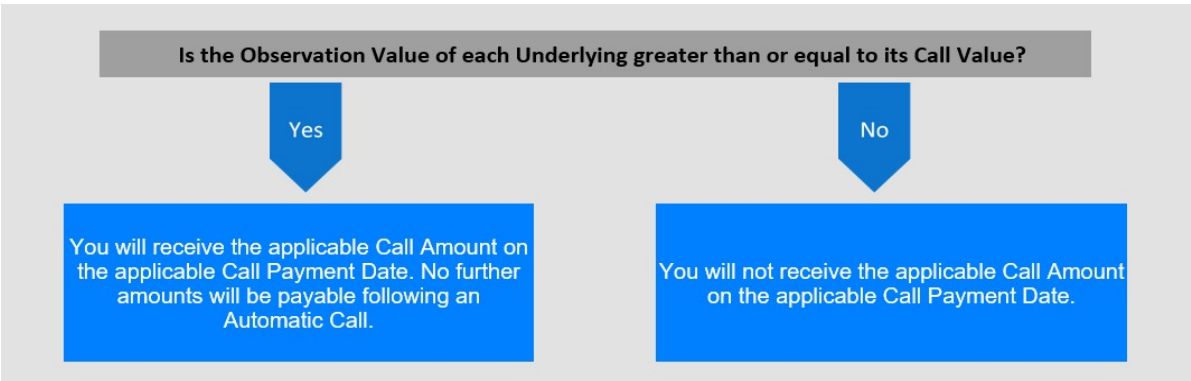 Is the Observation Value of each Underlying greater than or equal to its Call Value?
Yes
No
You will receive the applicable Call Amount on
the applicable Call Payment Date. No further
amounts will be payable following an
Automatic Call.
You will not receive the applicable Call Amount
on the applicable Call Payment Date.